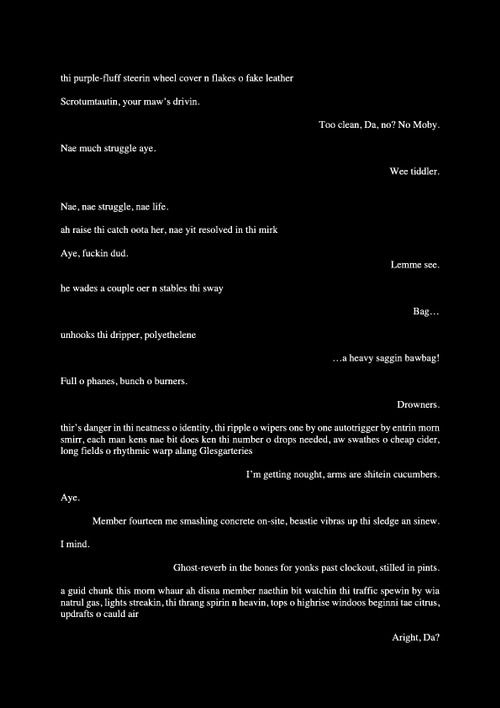 thi purple-fluff steerin wheel cover n flakes o fake leather
Scrotumtautin, your maw's drivin.
Too clean, Da, no? No Moby.
Nae much struggle aye.
Wee tiddler.
Nae, nae struggle, nae life.
ah raise thi catch oota her, nae yit resolved in thi mirk
Aye, fuckin dud.
Lemme see.
he wades a couple oer n stables thi sway
Bag…
unhooks thi dripper, polyethelene
…a heavy saggin bawbag!
Full o phanes, bunch o burners.
Drowners.
thir's danger in thi neatness o identity, thi ripple o wipers one by one autotrigger by entrin morn
smirr, each man kens nae bit does ken thi number o drops needed, aw swathes o cheap cider,
long fields o rhythmic warp alang Glesgarteries
I'm getting nought, arms are shitein cucumbers.
Aye.
Member fourteen me smashing concrete on-site, beastie vibras up thi sledge an sinew.
I mind.
Ghost-reverb in the bones for yonks past clockout, stilled in pints.
a guid chunk this morn whaur ah disna member naethin bit watchin thi traffic spewin by wia
natrul gas, lights streakin, thi thrang spirin n heavin, tops o highrise windoos beginni tae citrus,
updrafts o cauld air
Aright, Da?